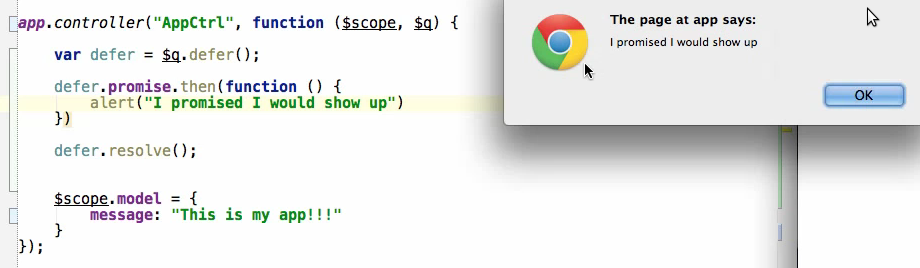 app.controller("AppCtrl", function ($scope, $q) {
var defer = $q.defer();
defer.promise.then(function () {
alert("I promised I would show up")
})
defer.resolve();
$scope.model = {
message: "This is my app!!!"
}
});
The page at app says:
I promised I would show up
OK